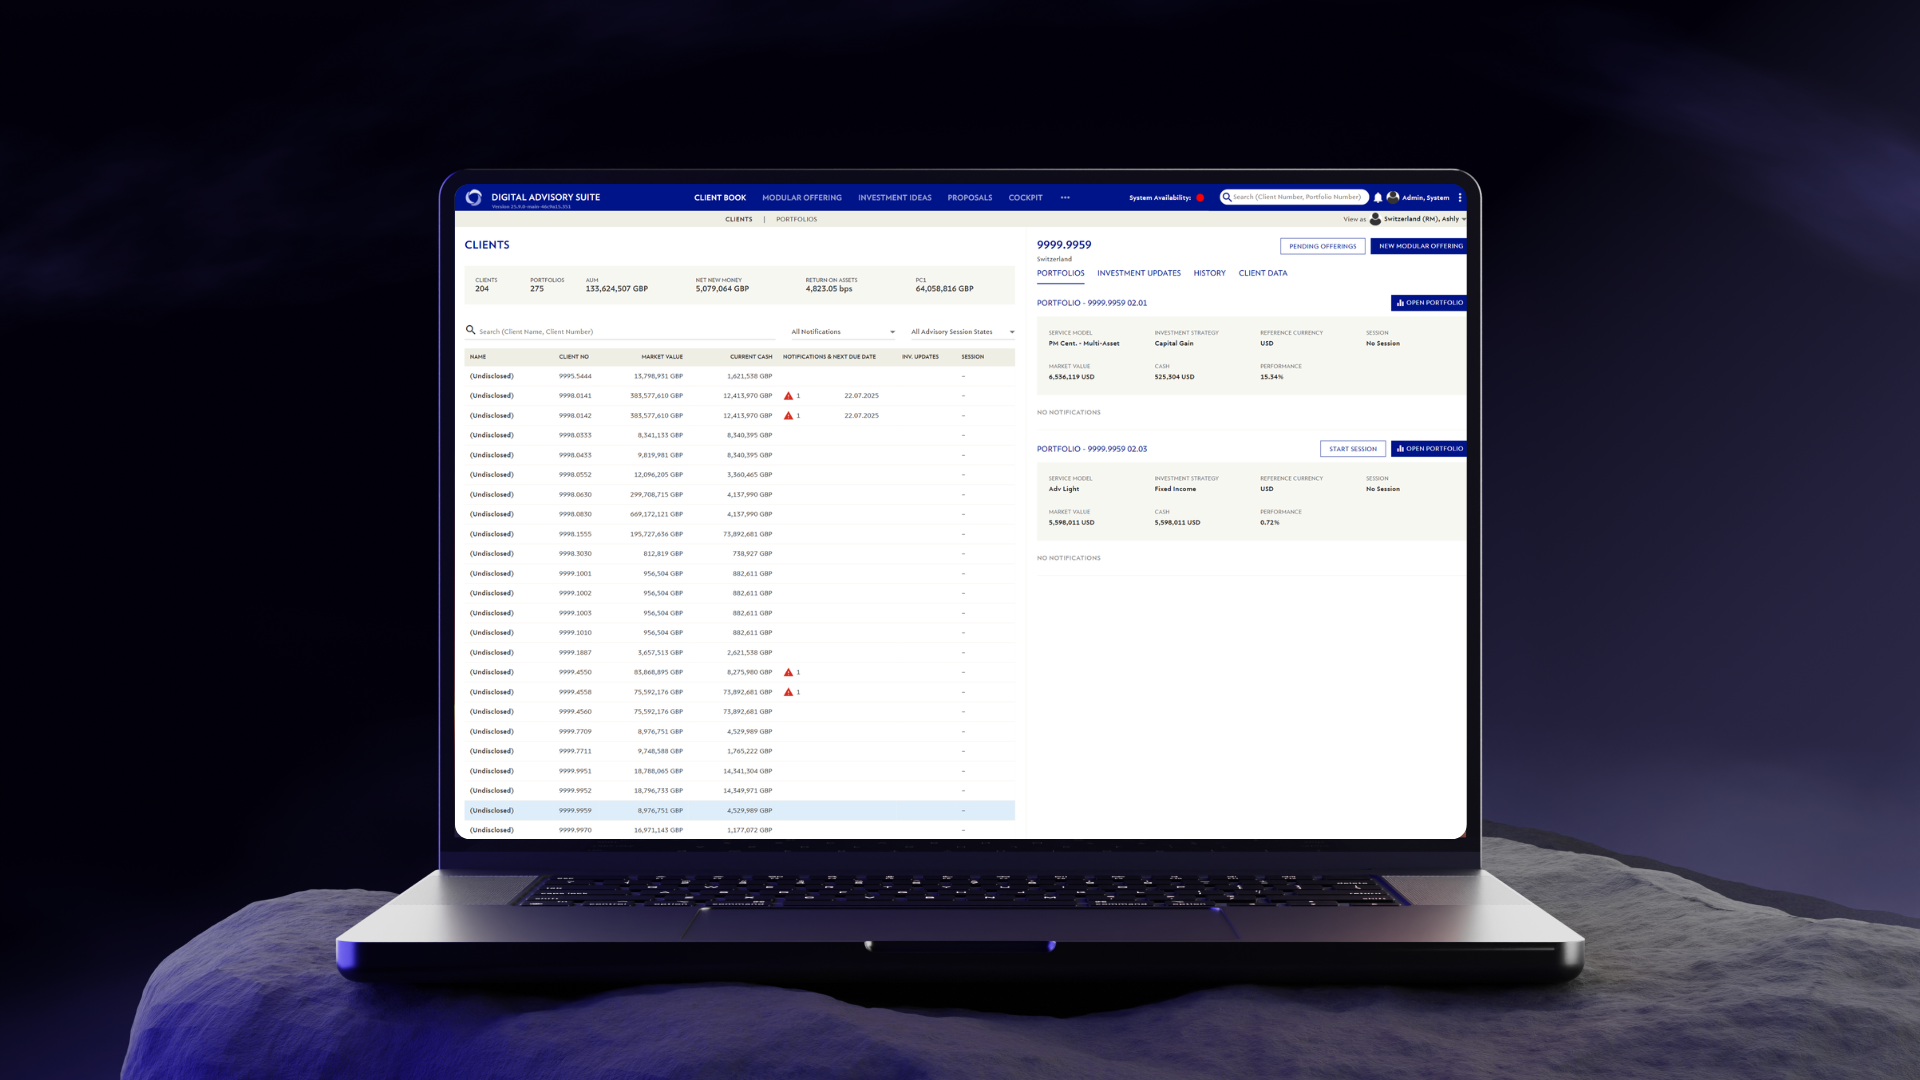 DIGITAL ADVISORY SUITE
CLIENT BOOK MODULAR OFFERING INVESTMENT IDEAS PROPOSALS COCKPIT ···
System Availability:
Search (Client Number, Portfolio Number)
Admin, System
CLIENTS | PORTFOLIOS
View as Switzerland (RM), Ashly
CLIENTS
CLIENTS PORTFOLIOS AUM NET NEW MONEY RETURN ON ASSETS PC1
204 275 133,624,507 GBP 5,079,064 GBP 4,823.05 bps 64,058,816 GBP
Search (Client Name, Client Number) All Notifications All Advisory Session States
NAME CLIENT NO MARKET VALUE CURRENT CASH NOTIFICATIONS & NEXT DUE DATE INV. UPDATES SESSION
(Undisclosed) 9995.5444 13,798,931 GBP 1,621,538 GBP –
(Undisclosed) 9998.0141 383,577,610 GBP 12,413,970 GBP 1 22.07.2025 –
(Undisclosed) 9998.0142 383,577,610 GBP 12,413,970 GBP 1 22.07.2025 –
(Undisclosed) 9998.0333 8,341,133 GBP 8,340,395 GBP –
(Undisclosed) 9998.0433 9,819,981 GBP 8,340,395 GBP –
(Undisclosed) 9998.0552 12,096,205 GBP 3,360,465 GBP –
(Undisclosed) 9998.0630 299,708,715 GBP 4,137,990 GBP –
(Undisclosed) 9998.0830 669,172,121 GBP 4,137,990 GBP –
(Undisclosed) 9998.1555 195,727,636 GBP 73,892,681 GBP –
(Undisclosed) 9998.3030 812,819 GBP 738,927 GBP –
(Undisclosed) 9999.1001 956,504 GBP 882,611 GBP –
(Undisclosed) 9999.1002 956,504 GBP 882,611 GBP –
(Undisclosed) 9999.1003 956,504 GBP 882,611 GBP –
(Undisclosed) 9999.1010 956,504 GBP 882,611 GBP –
(Undisclosed) 9999.1887 3,657,513 GBP 2,621,538 GBP –
(Undisclosed) 9999.4550 83,868,895 GBP 8,275,980 GBP 1 –
(Undisclosed) 9999.4558 75,592,176 GBP 73,892,681 GBP 1 –
(Undisclosed) 9999.4560 75,592,176 GBP 73,892,681 GBP –
(Undisclosed) 9999.7709 8,976,751 GBP 4,529,989 GBP –
(Undisclosed) 9999.7711 9,748,588 GBP 1,765,222 GBP –
(Undisclosed) 9999.9951 18,788,065 GBP 14,341,304 GBP –
(Undisclosed) 9999.9952 18,796,733 GBP 14,349,971 GBP –
(Undisclosed) 9999.9959 8,976,751 GBP 4,529,989 GBP –
(Undisclosed) 9999.9970 16,971,143 GBP 1,177,072 GBP –
9999.9959
Switzerland
PENDING OFFERINGS NEW MODULAR OFFERING
PORTFOLIOS INVESTMENT UPDATES HISTORY CLIENT DATA
PORTFOLIO - 9999.9959 02.01 OPEN PORTFOLIO
SERVICE MODEL INVESTMENT STRATEGY REFERENCE CURRENCY SESSION
PM Cent. - Multi-Asset Capital Gain USD No Session
MARKET VALUE CASH PERFORMANCE
6,536,119 USD 525,304 USD 15.34%
NO NOTIFICATIONS
PORTFOLIO - 9999.9959 02.03 START SESSION OPEN PORTFOLIO
SERVICE MODEL INVESTMENT STRATEGY REFERENCE CURRENCY SESSION
Adv Light Fixed Income USD No Session
MARKET VALUE CASH PERFORMANCE
5,598,011 USD 5,598,011 USD 0.72%
NO NOTIFICATIONS